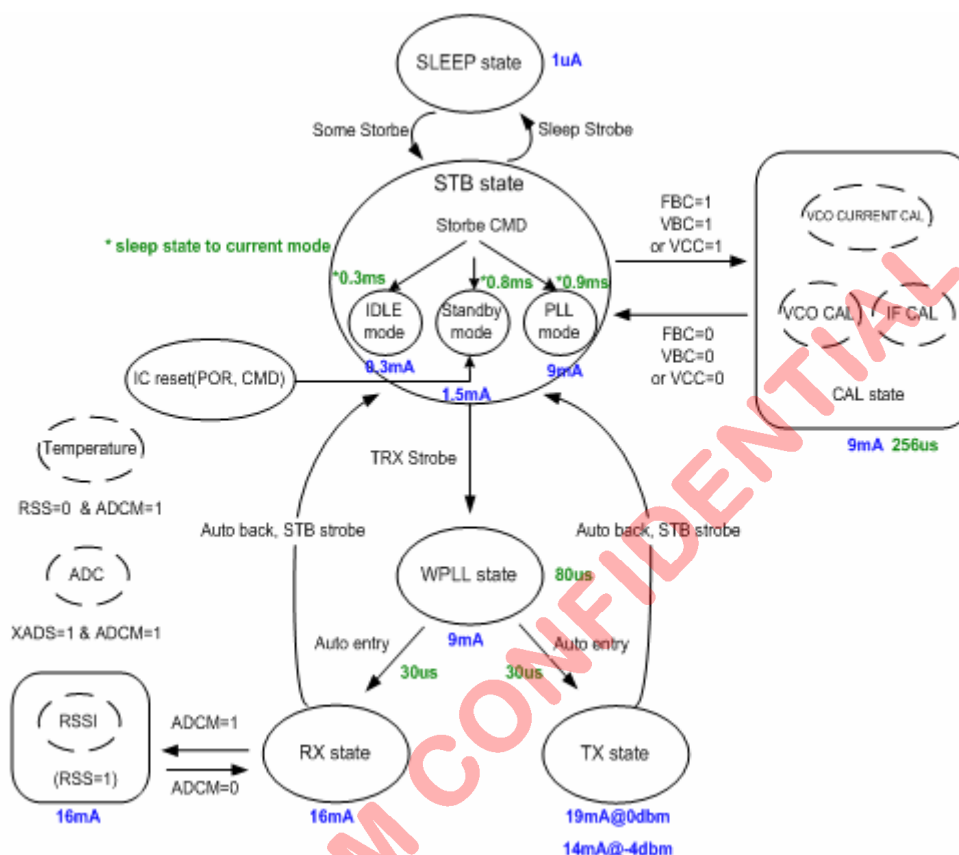 SLEEP state
1uA
Some Storbe
Sleep Strobe
STB state
Storbe CMD
* sleep state to current mode
*0.3ms
*0.8ms
*0.9ms
IDLE
mode
Standby
mode
PLL
mode
0.3mA
1.5mA
9mA
FBC=1
VBC=1
or VCC=1
FBC=0
VBC=0
or VCC=0
VCO CURRENT CAL
VCO CAL
IF CAL
CAL state
9mA 256us
IC reset(POR, CMD)
Temperature
RSS=0 & ADCM=1
ADC
XADS=1 & ADCM=1
TRX Strobe
Auto back, STB strobe
Auto back, STB strobe
WPLL state
80us
9mA
Auto entry
Auto entry
30us
30us
RSSI
(RSS=1)
16mA
ADCM=1
ADCM=0
RX state
16mA
TX state
19mA@0dbm
14mA@-4dbm
M CONFIDENTIAL